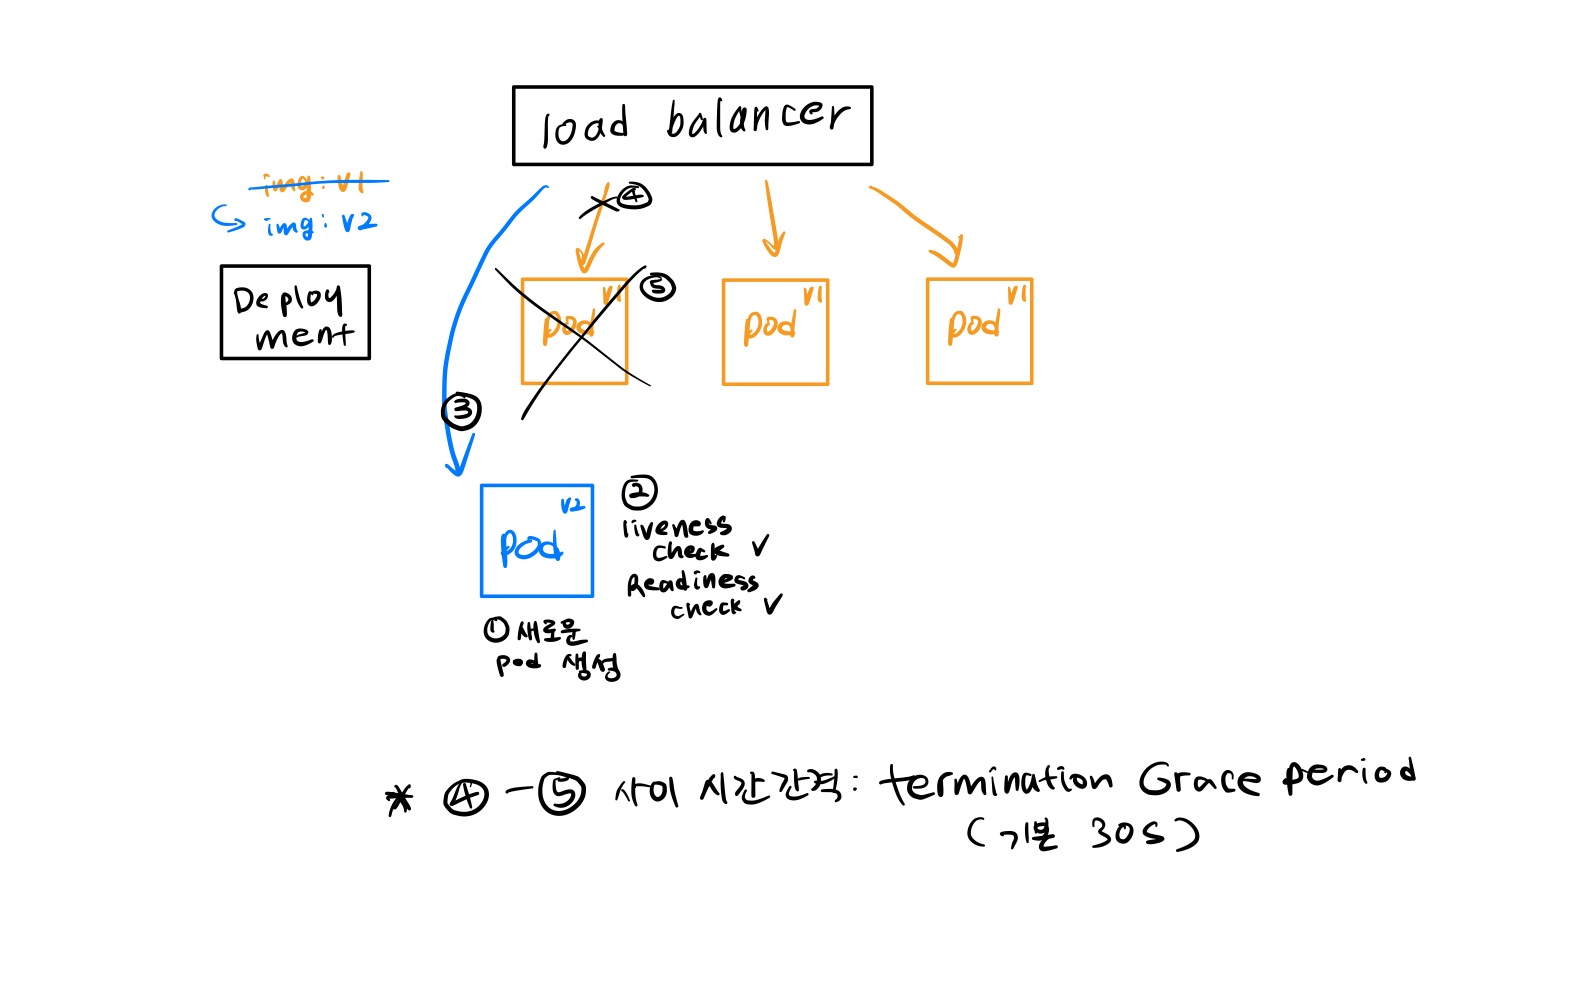 load balancer
img: v1
img: v2
Deploy
ment
④
v1
pod
⑤
v1
pod
v1
pod
③
v2
pod
②
liveness
check ✓
Readiness
check ✓
① 새로운
pod 생성
* ④ - ⑤ 사이 시간간격: termination Grace period
(기본 30s)